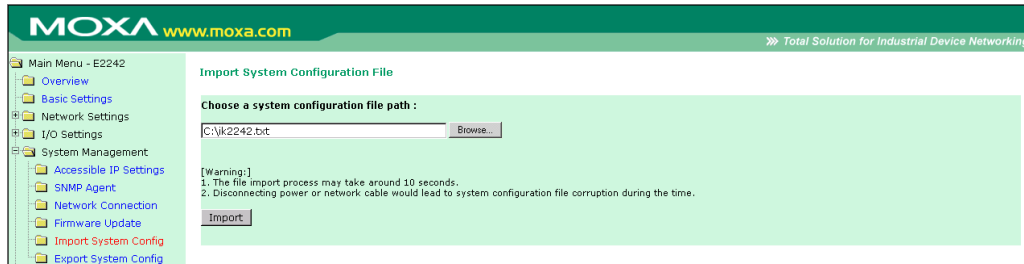 MOXA www.moxa.com
Total Solution for Industrial Device Networking
Main Menu - E2242
Overview
Basic Settings
Network Settings
I/O Settings
System Management
Accessible IP Settings
SNMP Agent
Network Connection
Firmware Update
Import System Config
Export System Config
Import System Configuration File
Choose a system configuration file path :
C:\ik2242.txt Browse...
[Warning:]
1. The file import process may take around 10 seconds.
2. Disconnecting power or network cable would lead to system configuration file corruption during the time.
Import